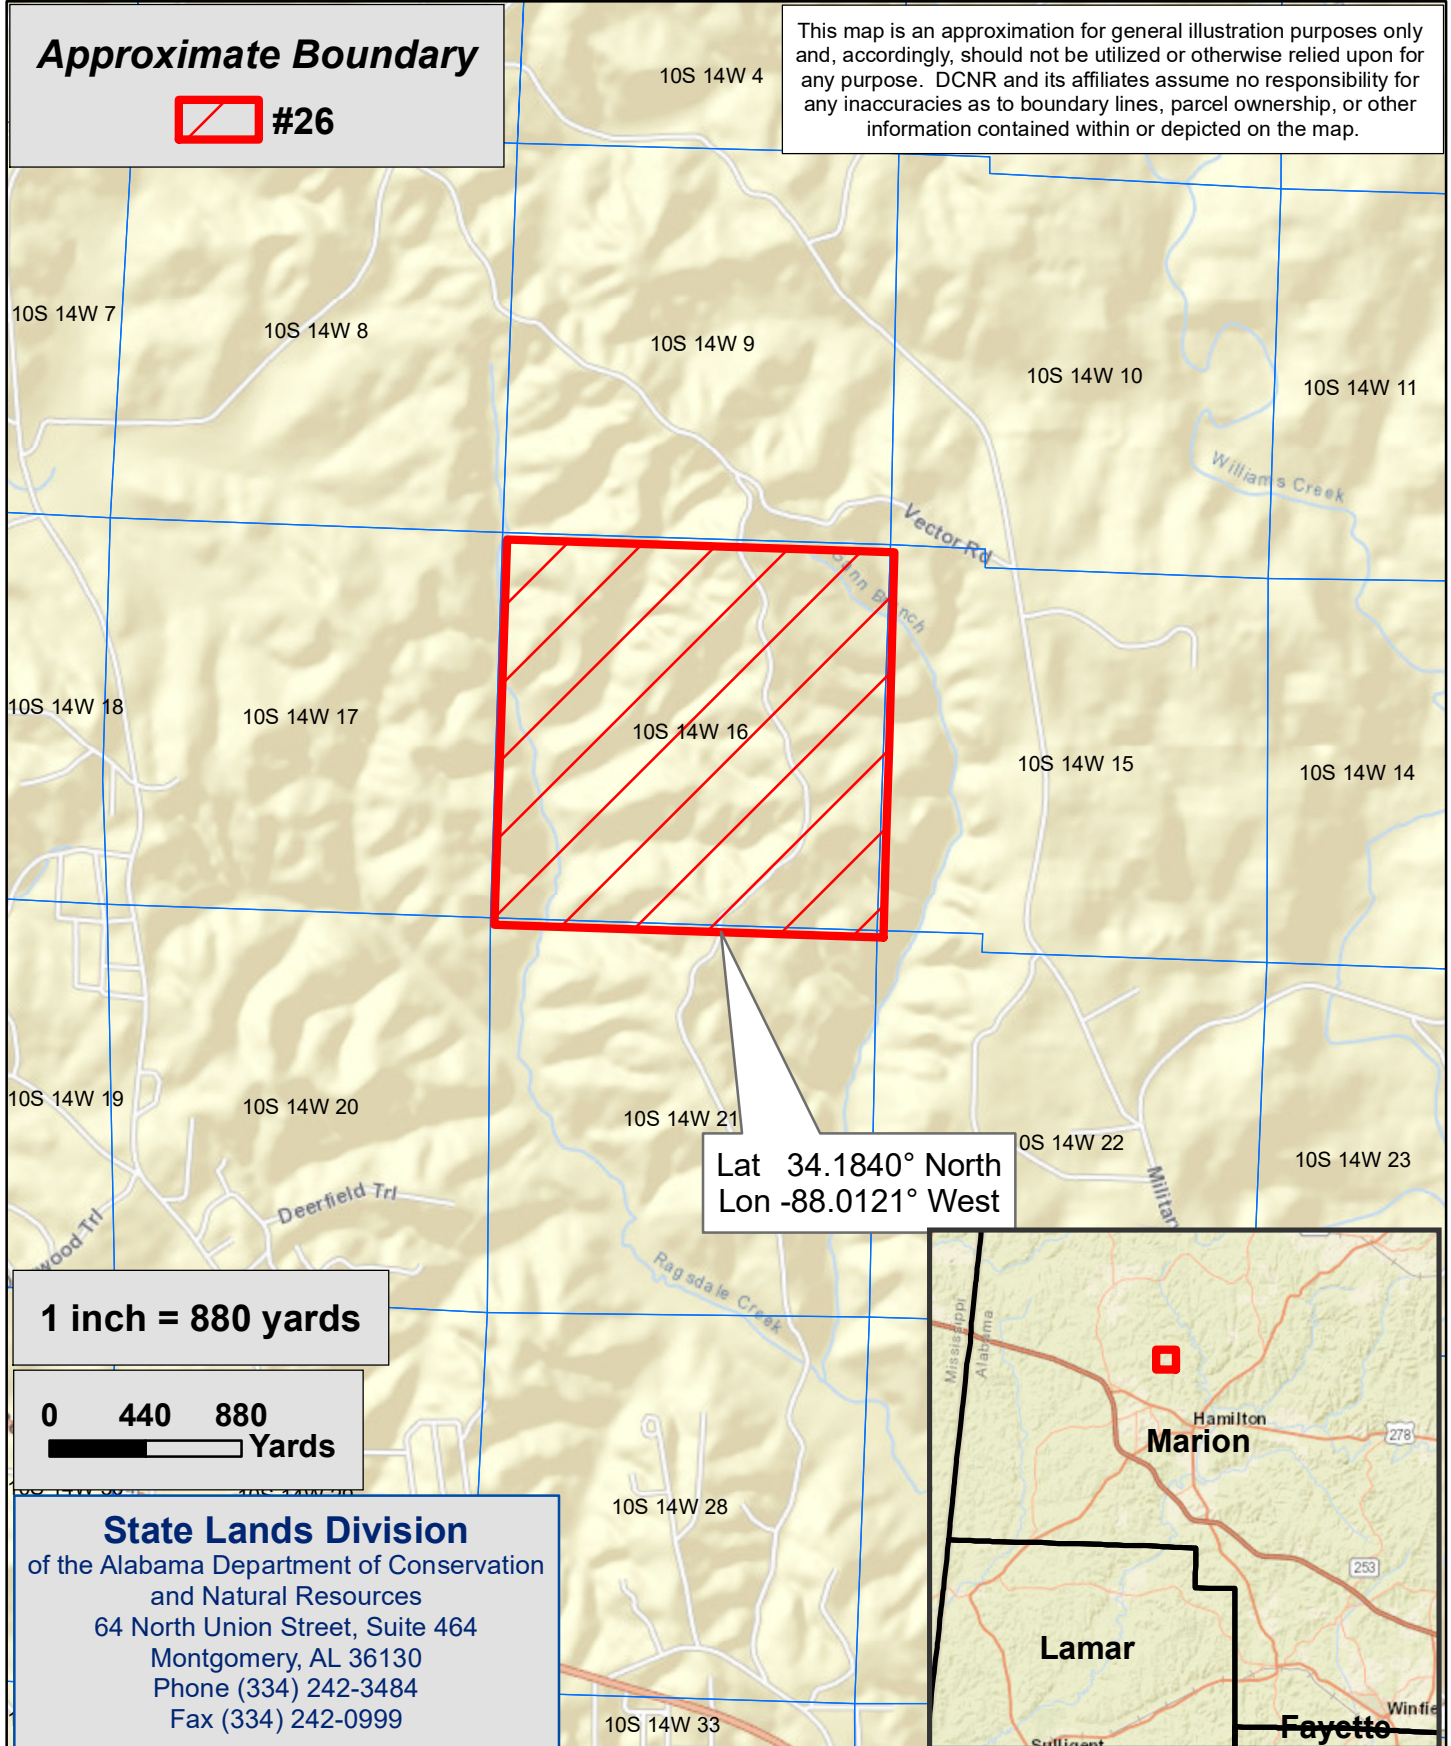 Approximate Boundary
#26
This map is an approximation for general illustration purposes only
and, accordingly, should not be utilized or otherwise relied upon for
any purpose. DCNR and its affiliates assume no responsibility for
any inaccuracies as to boundary lines, parcel ownership, or other
information contained within or depicted on the map.
10S 14W 4
10S 14W 7
10S 14W 8
10S 14W 9
10S 14W 10
10S 14W 11
Williams Creek
Vector Rd
10S 14W 18
10S 14W 17
10S 14W 16
10S 14W 15
10S 14W 14
10S 14W 19
10S 14W 20
10S 14W 21
0S 14W 22
10S 14W 23
Lat 34.1840° North
Lon -88.0121° West
Deerfield Trl
wood Trl
Military
Ragsdale Creek
1 inch = 880 yards
0 440 880
Yards
10S 14W 28
10S 14W 33
State Lands Division
of the Alabama Department of Conservation
and Natural Resources
64 North Union Street, Suite 464
Montgomery, AL 36130
Phone (334) 242-3484
Fax (334) 242-0999
Mississippi
Alabama
Hamilton
Marion
278
253
Lamar
Winfie
Fayette
Sulligent